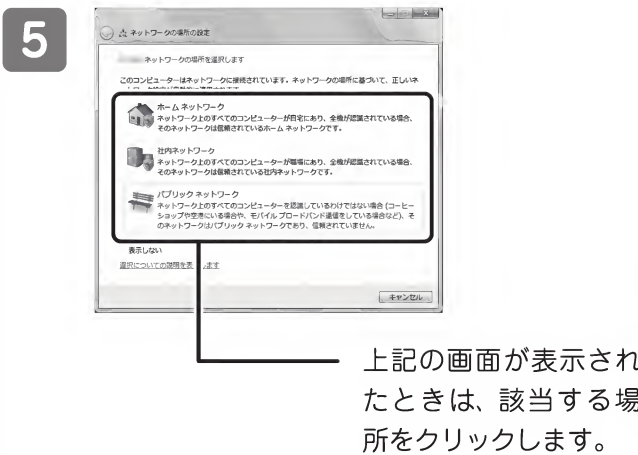 5
ネットワークの場所の設定
ネットワークの場所を選択します
このコンピューターはネットワークに接続されています。ネットワークの場所に基づいて、正しいネ
ホーム ネットワーク
ネットワーク上のすべてのコンピューターが自宅にあり、全機が認識されている場合、
そのネットワークは信頼されているホーム ネットワークです。
社内ネットワーク
ネットワーク上のすべてのコンピューターが職場にあり、全機が認識されている場合、
そのネットワークは信頼されている社内ネットワークです。
パブリック ネットワーク
ネットワーク上のすべてのコンピューターを認識しているわけではない場合 (コーヒー
ショップや空港にいる場合や、モバイル ブロードバンド通信をしている場合など)、そ
のネットワークはパブリック ネットワークであり、信頼されていません。
表示しない
選択についての説明を表 します
キャンセル
上記の画面が表示され
たときは、該当する場
所をクリックします。